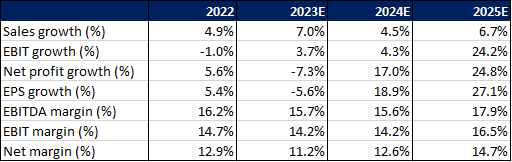 2022 2023E 2024E 2025E
Sales growth (%) 4.9% 7.0% 4.5% 6.7%
EBIT growth (%) -1.0% 3.7% 4.3% 24.2%
Net profit growth (%) 5.6% -7.3% 17.0% 24.8%
EPS growth (%) 5.4% -5.6% 18.9% 27.1%
EBITDA margin (%) 16.2% 15.7% 15.6% 17.9%
EBIT margin (%) 14.7% 14.2% 14.2% 16.5%
Net margin (%) 12.9% 11.2% 12.6% 14.7%